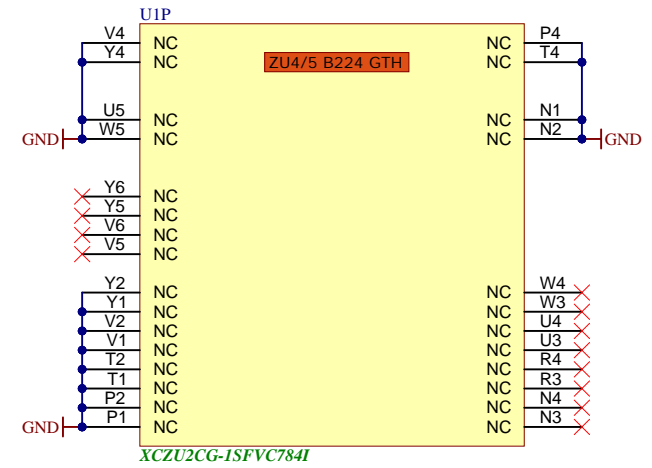 U1P
V4 NC NC P4
Y4 NC ZU4/5 B224 GTH NC T4
U5 NC NC N1
GND W5 NC NC N2 GND
Y6 NC
Y5 NC
V6 NC
V5 NC
Y2 NC NC W4
Y1 NC NC W3
V2 NC NC U4
V1 NC NC U3
T2 NC NC R4
T1 NC NC R3
P2 NC NC N4
GND P1 NC NC N3
XCZU2CG-1SFVC784I